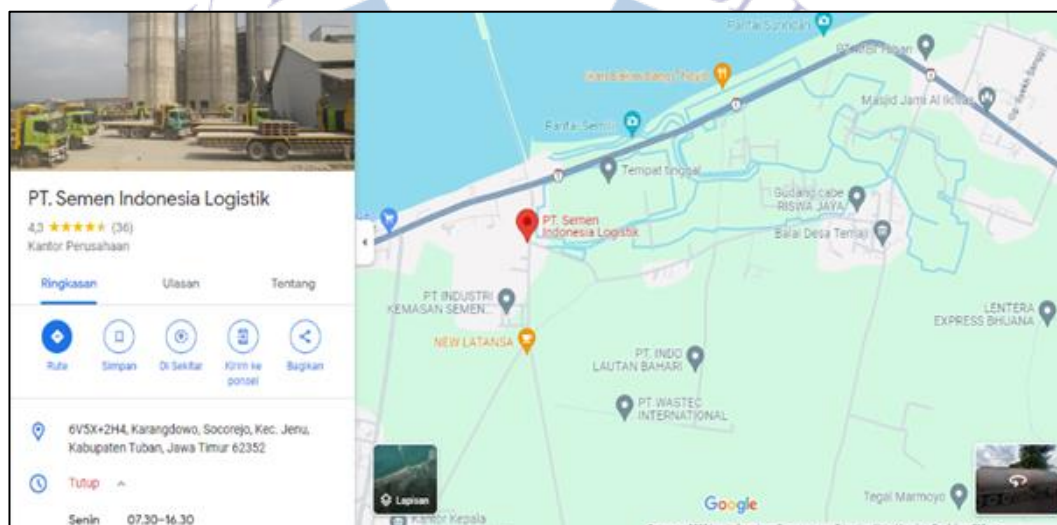 PT. Semen Indonesia Logistik
4,3 (36)
Kantor Perusahaan
Ringkasan
Ulasan
Tentang
Rute
Simpan
Di Sekitar
Kirim ke
ponsel
Bagikan
6V5X+2H4, Karangdowo, Socorejo, Kec. Jenu,
Kabupaten Tuban, Jawa Timur 62352
Tutup
Senin 07.30–16.30
Masjid Jami Al Ikhlas
Pantai Semilir
Tempat tinggal
Gudang cabe
RISWA JAYA
Balai Desa Temaji
PT. Semen
Indonesia Logistik
PT INDUSTRI
KEMASAN SEMEN...
NEW LATANSA
LENTERA
EXPRESS BHUANA
PT. INDO
LAUTAN BAHARI
PT WASTEC
INTERNATIONAL
Lapisan
Google
Tegal Marmoyo
Kantor Kepala